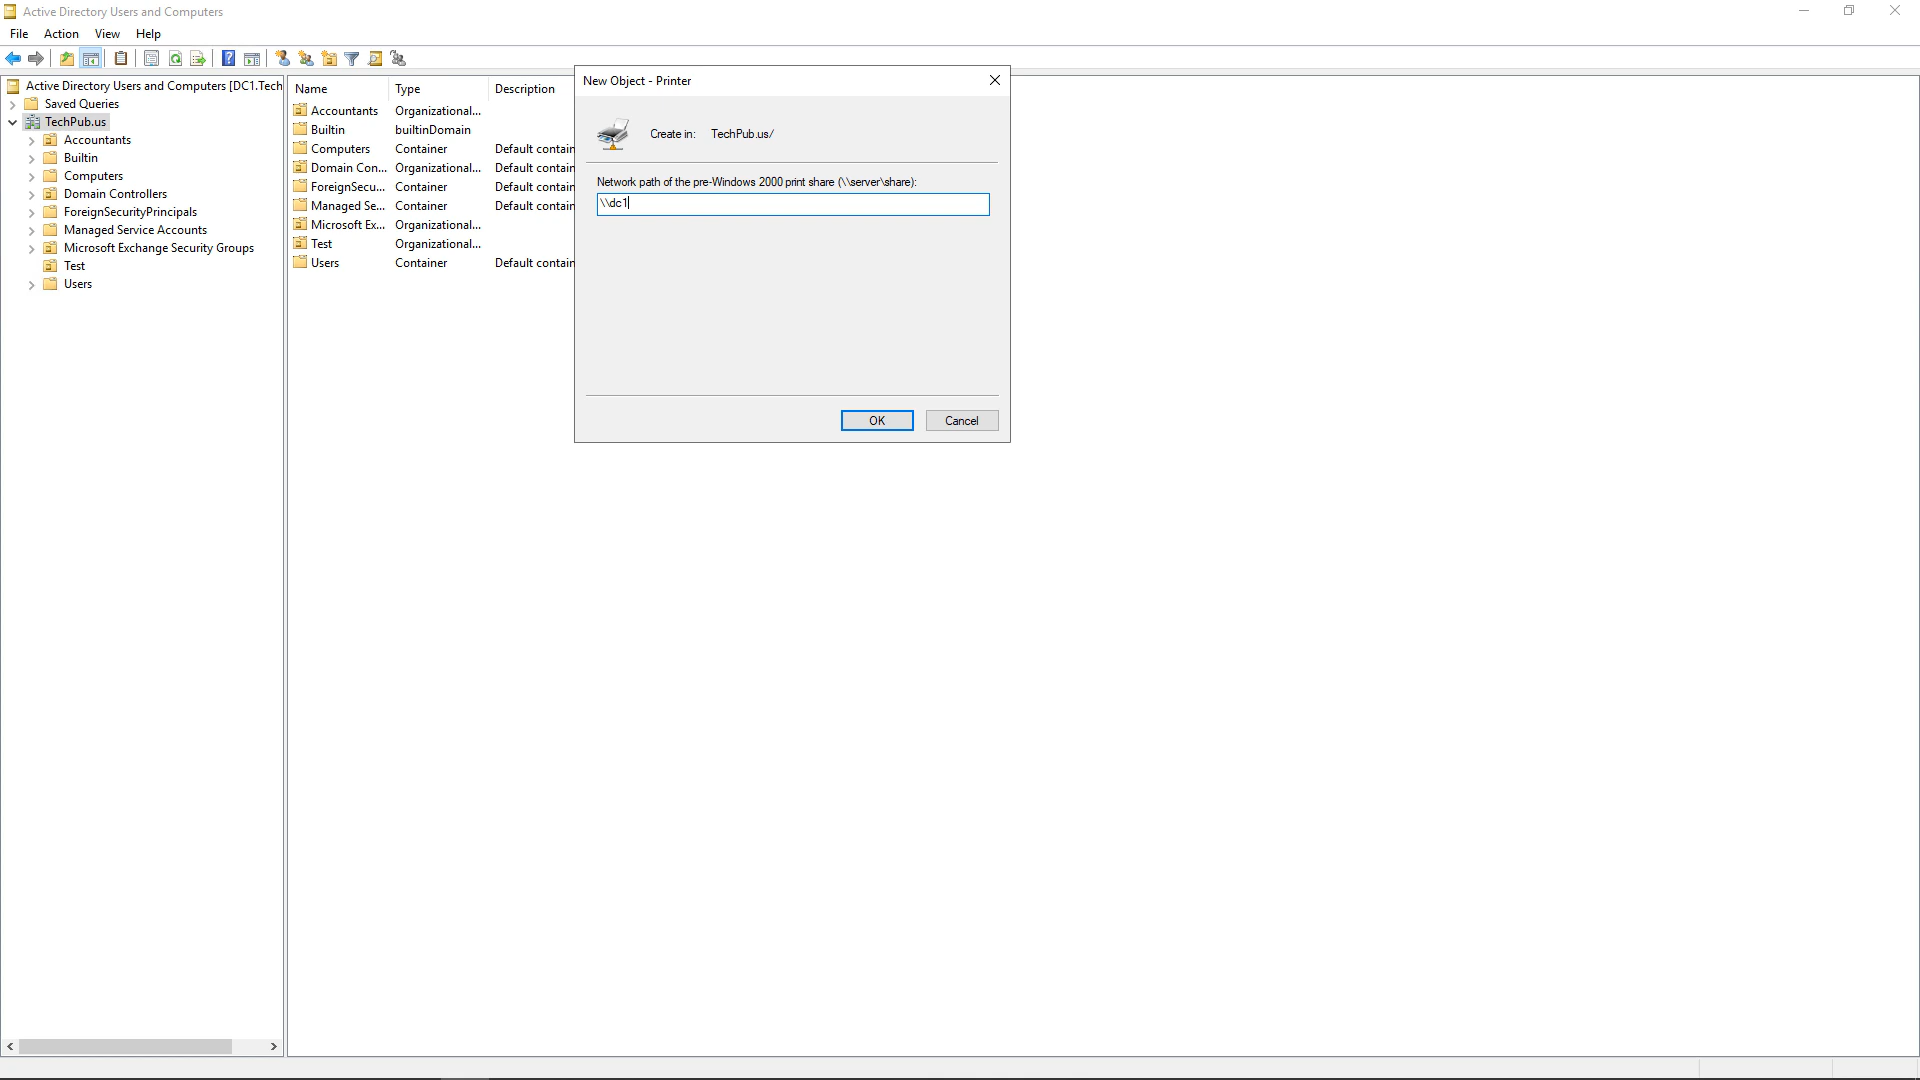 Active Directory Users and Computers
File Action View Help
Active Directory Users and Computers [DC1.Tech
Saved Queries
TechPub.us
Accountants
Builtin
Computers
Domain Controllers
ForeignSecurityPrincipals
Managed Service Accounts
Microsoft Exchange Security Groups
Test
Users
Name Type Description
Accountants Organizational...
Builtin builtinDomain
Computers Container Default contain
Domain Con... Organizational... Default contain
ForeignSecu... Container Default contain
Managed Se... Container Default contain
Microsoft Ex... Organizational...
Test Organizational...
Users Container Default contain
New Object - Printer
Create in: TechPub.us/
Network path of the pre-Windows 2000 print share (\\server\share):
\\dc1
OK Cancel